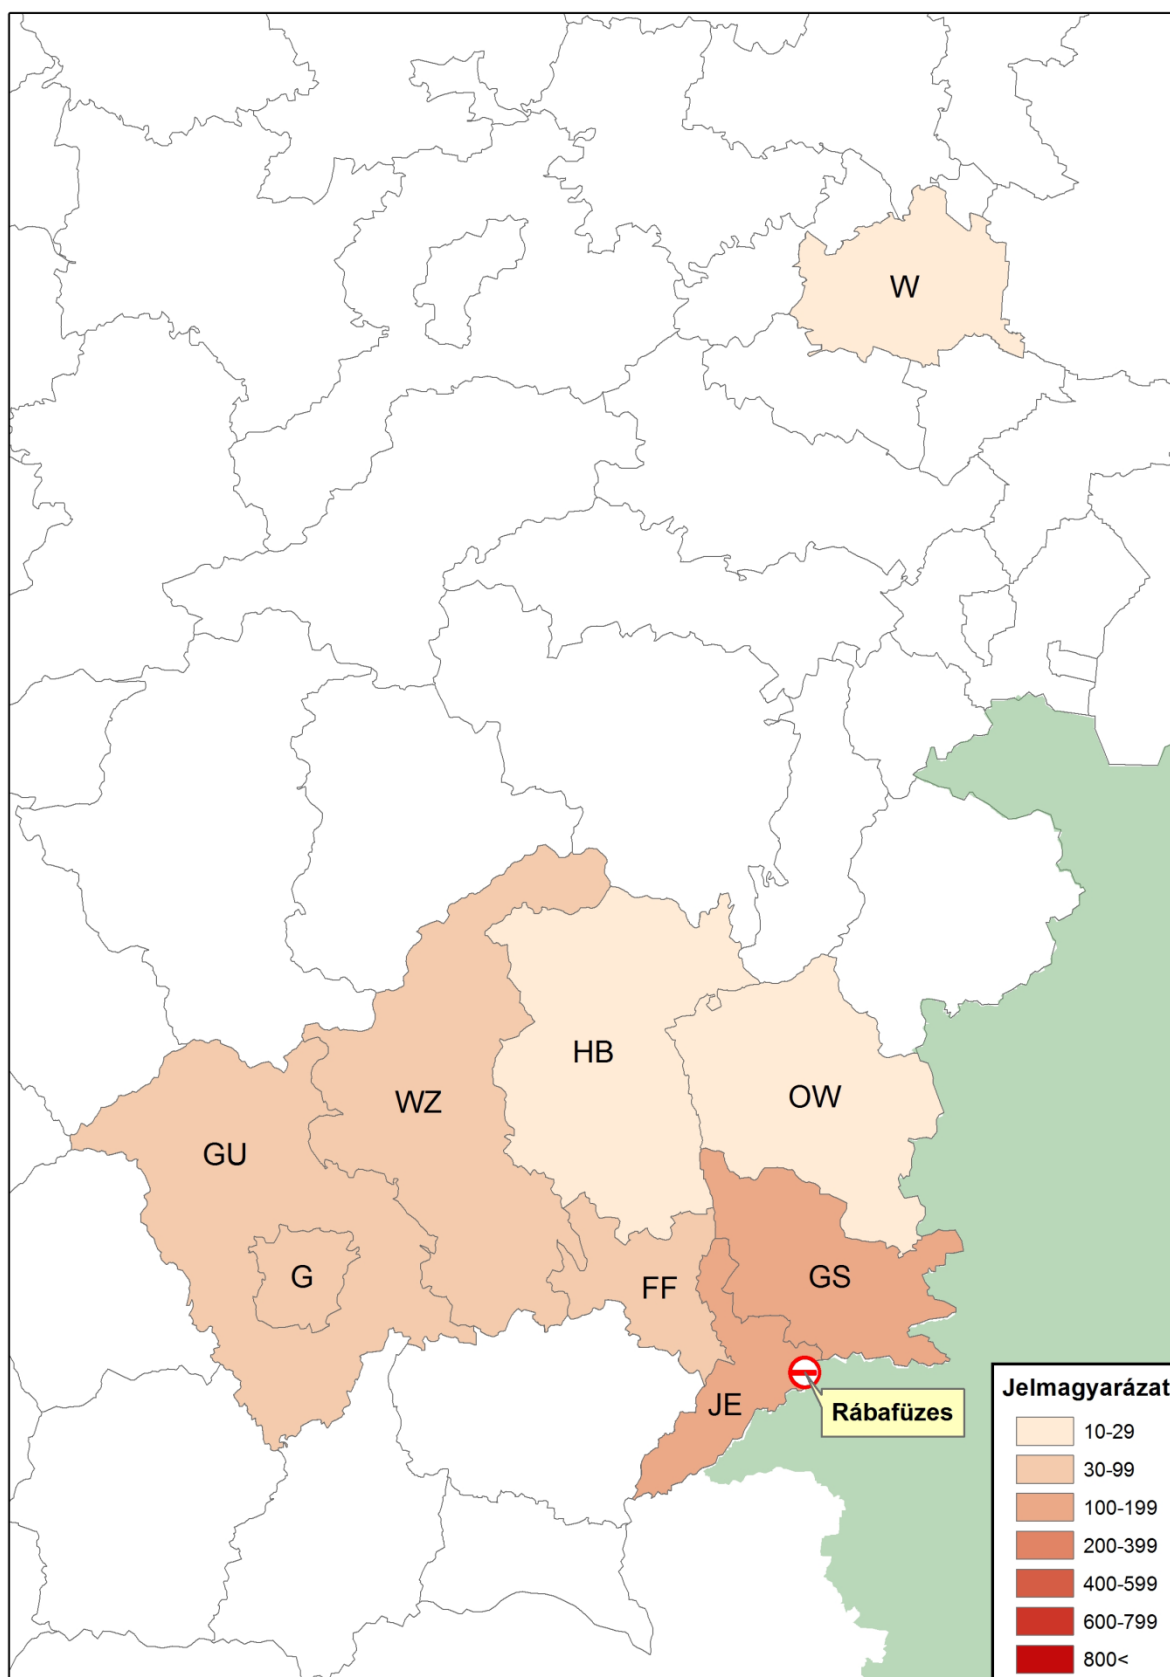 W
HB
OW
WZ
GU
G
FF
GS
JE
Rábafüzes
Jelmagyarázat
10-29
30-99
100-199
200-399
400-599
600-799
800<